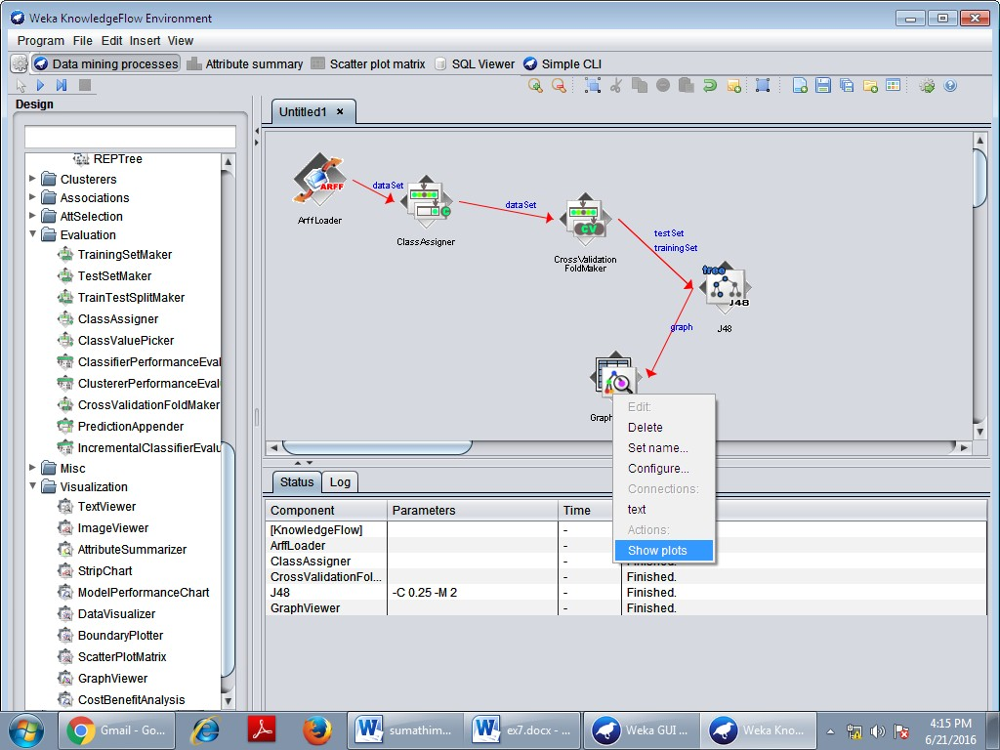 Weka KnowledgeFlow Environment
Program File Edit Insert View
Data mining processes Attribute summary Scatter plot matrix SQL Viewer Simple CLI
Design
Untitled1 ×
REPTree
Clusterers
Associations
AttSelection
Evaluation
TrainingSetMaker
TestSetMaker
TrainTestSplitMaker
ClassAssigner
ClassValuePicker
ClassifierPerformanceEval
ClustererPerformanceEval
CrossValidationFoldMaker
PredictionAppender
IncrementalClassifierEvalu
Misc
Visualization
TextViewer
ImageViewer
AttributeSummarizer
StripChart
ModelPerformanceChart
DataVisualizer
BoundaryPlotter
ScatterPlotMatrix
GraphViewer
CostBenefitAnalysis
ARFF
ArffLoader
dataSet
C
ClassAssigner
dataSet
CV
CrossValidation
FoldMaker
testSet
trainingSet
tree
J48
J48
graph
Graph
Edit:
Delete
Set name...
Configure...
Connections:
text
Actions:
Show plots
Status Log
Component Parameters Time
[KnowledgeFlow] -
ArffLoader -
ClassAssigner - Finished.
CrossValidationFol... - Finished.
J48 -C 0.25 -M 2 - Finished.
GraphViewer - Finished.
Gmail - Go...
sumathim...
ex7.docx - ...
Weka GUI ...
Weka Kno...
4:15 PM
6/21/2016